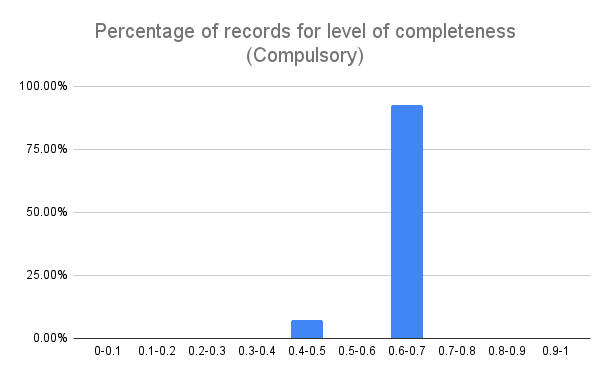 Percentage of records for level of completeness
(Compulsory)
100.00%
75.00%
50.00%
25.00%
0.00%
0-0.1 0.1-0.2 0.2-0.3 0.3-0.4 0.4-0.5 0.5-0.6 0.6-0.7 0.7-0.8 0.8-0.9 0.9-1